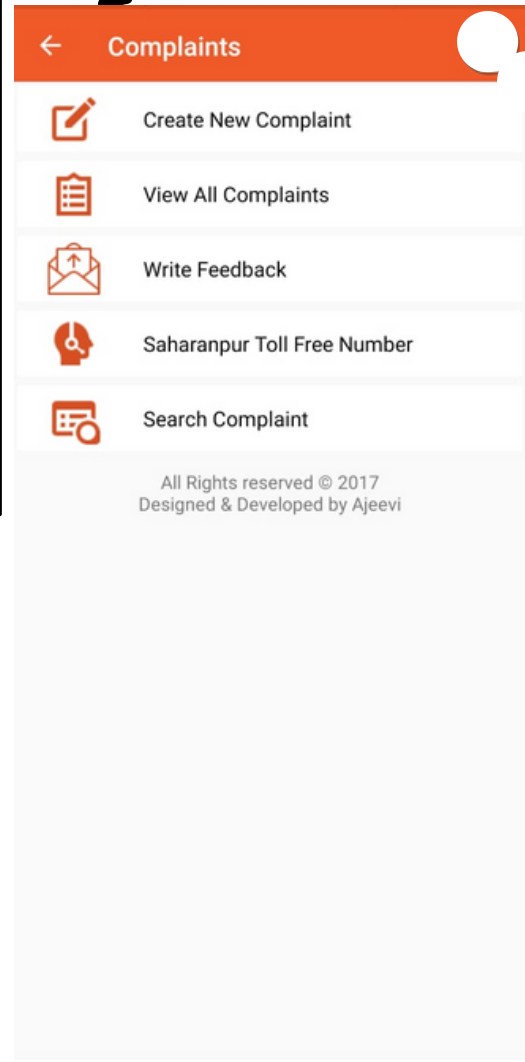 Complaints
Create New Complaint
View All Complaints
Write Feedback
Saharanpur Toll Free Number
Search Complaint
All Rights reserved © 2017
Designed & Developed by Ajeevi